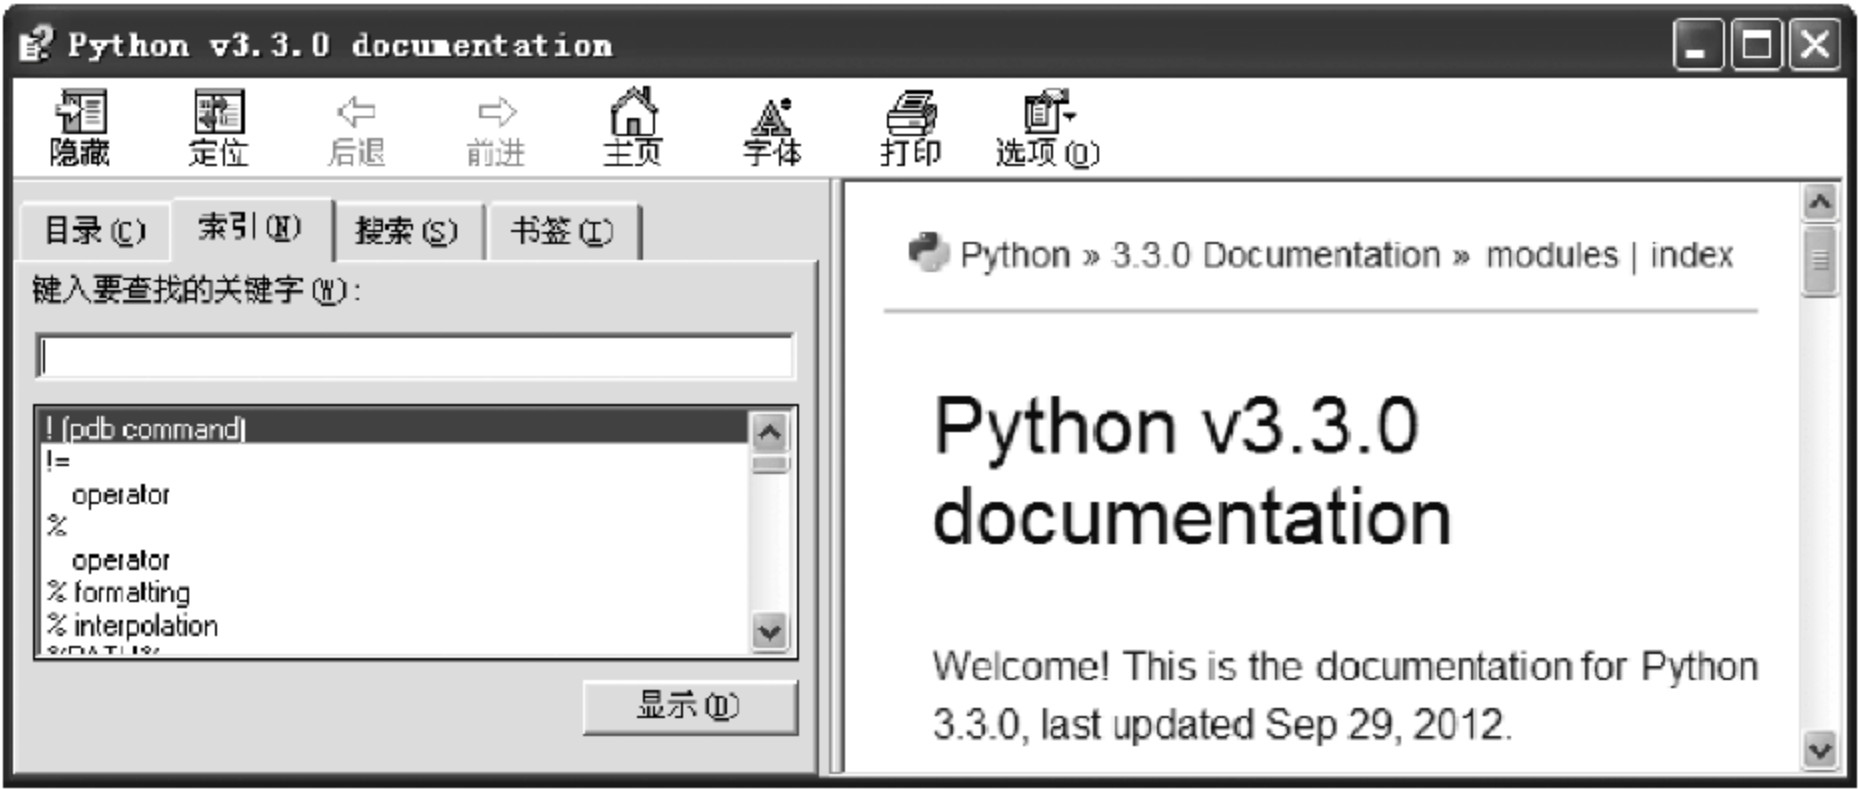 Python v3.3.0 documentation
隐藏 定位 后退 前进 主页 字体 打印 选项(O)
目录(C) 索引(N) 搜索(S) 书签(I)
键入要查找的关键字(W):
! (pdb command)
!=
operator
%
operator
% formatting
% interpolation
%PATH%
显示(D)
Python » 3.3.0 Documentation » modules | index
Python v3.3.0
documentation
Welcome! This is the documentation for Python
3.3.0, last updated Sep 29, 2012.